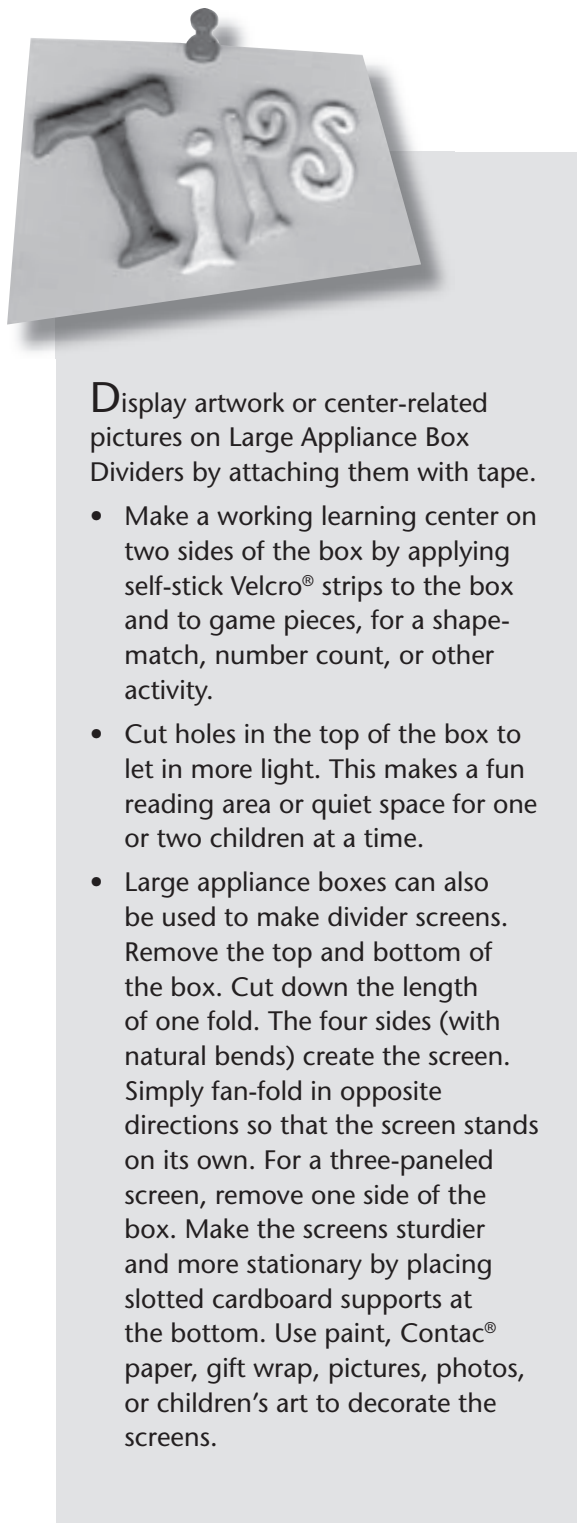 TiPS
Display artwork or center-related
pictures on Large Appliance Box
Dividers by attaching them with tape.
• Make a working learning center on
two sides of the box by applying
self-stick Velcro® strips to the box
and to game pieces, for a shape-
match, number count, or other
activity.
• Cut holes in the top of the box to
let in more light. This makes a fun
reading area or quiet space for one
or two children at a time.
• Large appliance boxes can also
be used to make divider screens.
Remove the top and bottom of
the box. Cut down the length
of one fold. The four sides (with
natural bends) create the screen.
Simply fan-fold in opposite
directions so that the screen stands
on its own. For a three-paneled
screen, remove one side of the
box. Make the screens sturdier
and more stationary by placing
slotted cardboard supports at
the bottom. Use paint, Contac®
paper, gift wrap, pictures, photos,
or children’s art to decorate the
screens.